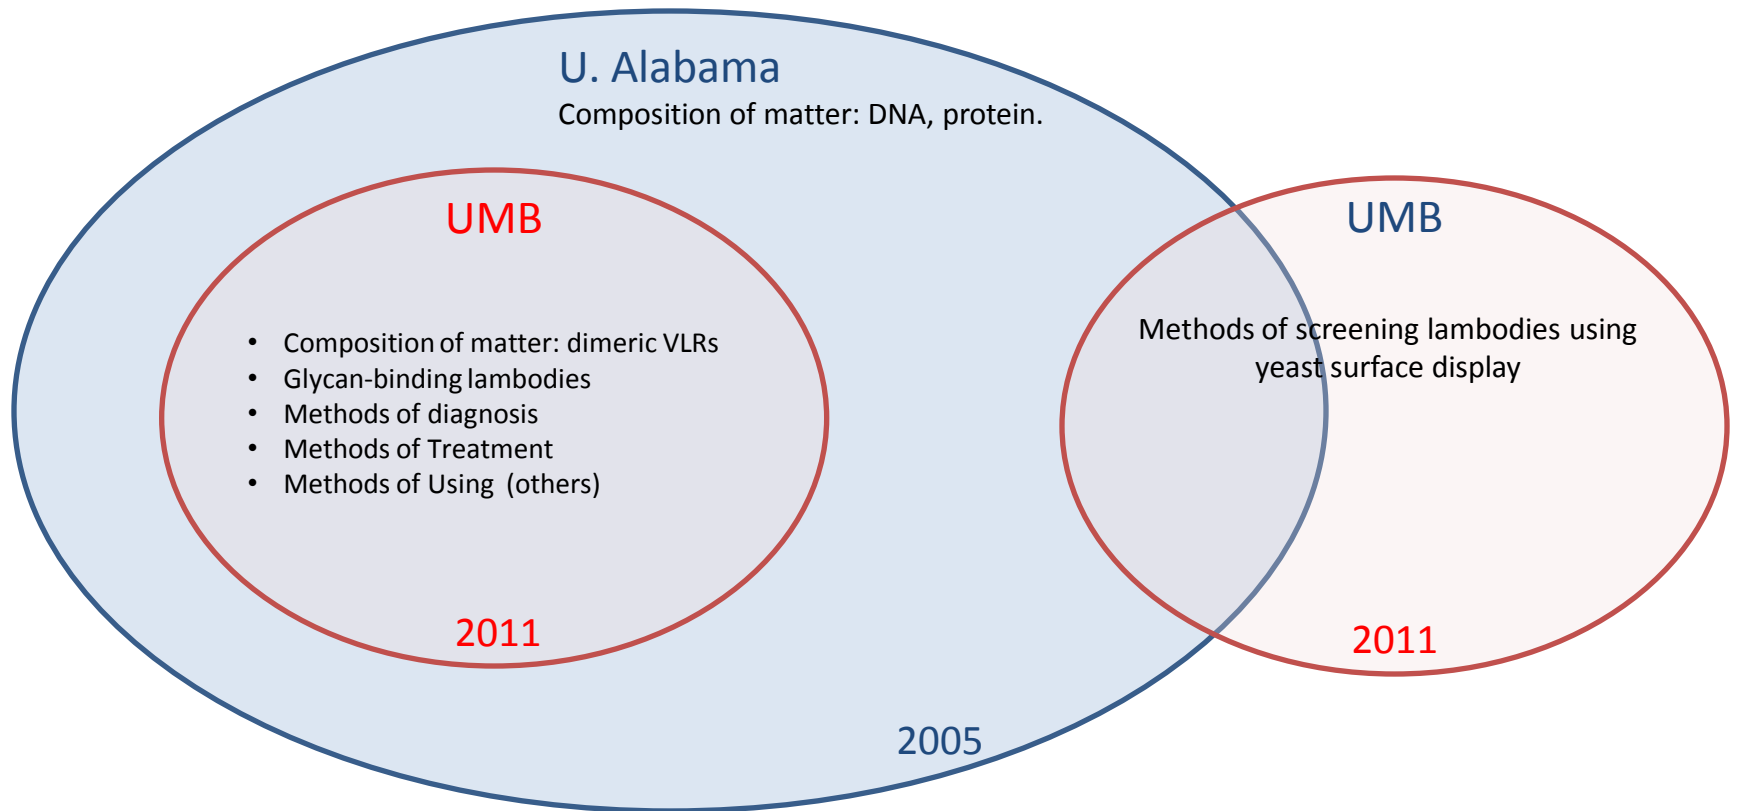 U. Alabama
Composition of matter: DNA, protein.
UMB
• Composition of matter: dimeric VLRs
• Glycan-binding lambodies
• Methods of diagnosis
• Methods of Treatment
• Methods of Using (others)
2011
UMB
Methods of screening lambodies using
yeast surface display
2011
2005